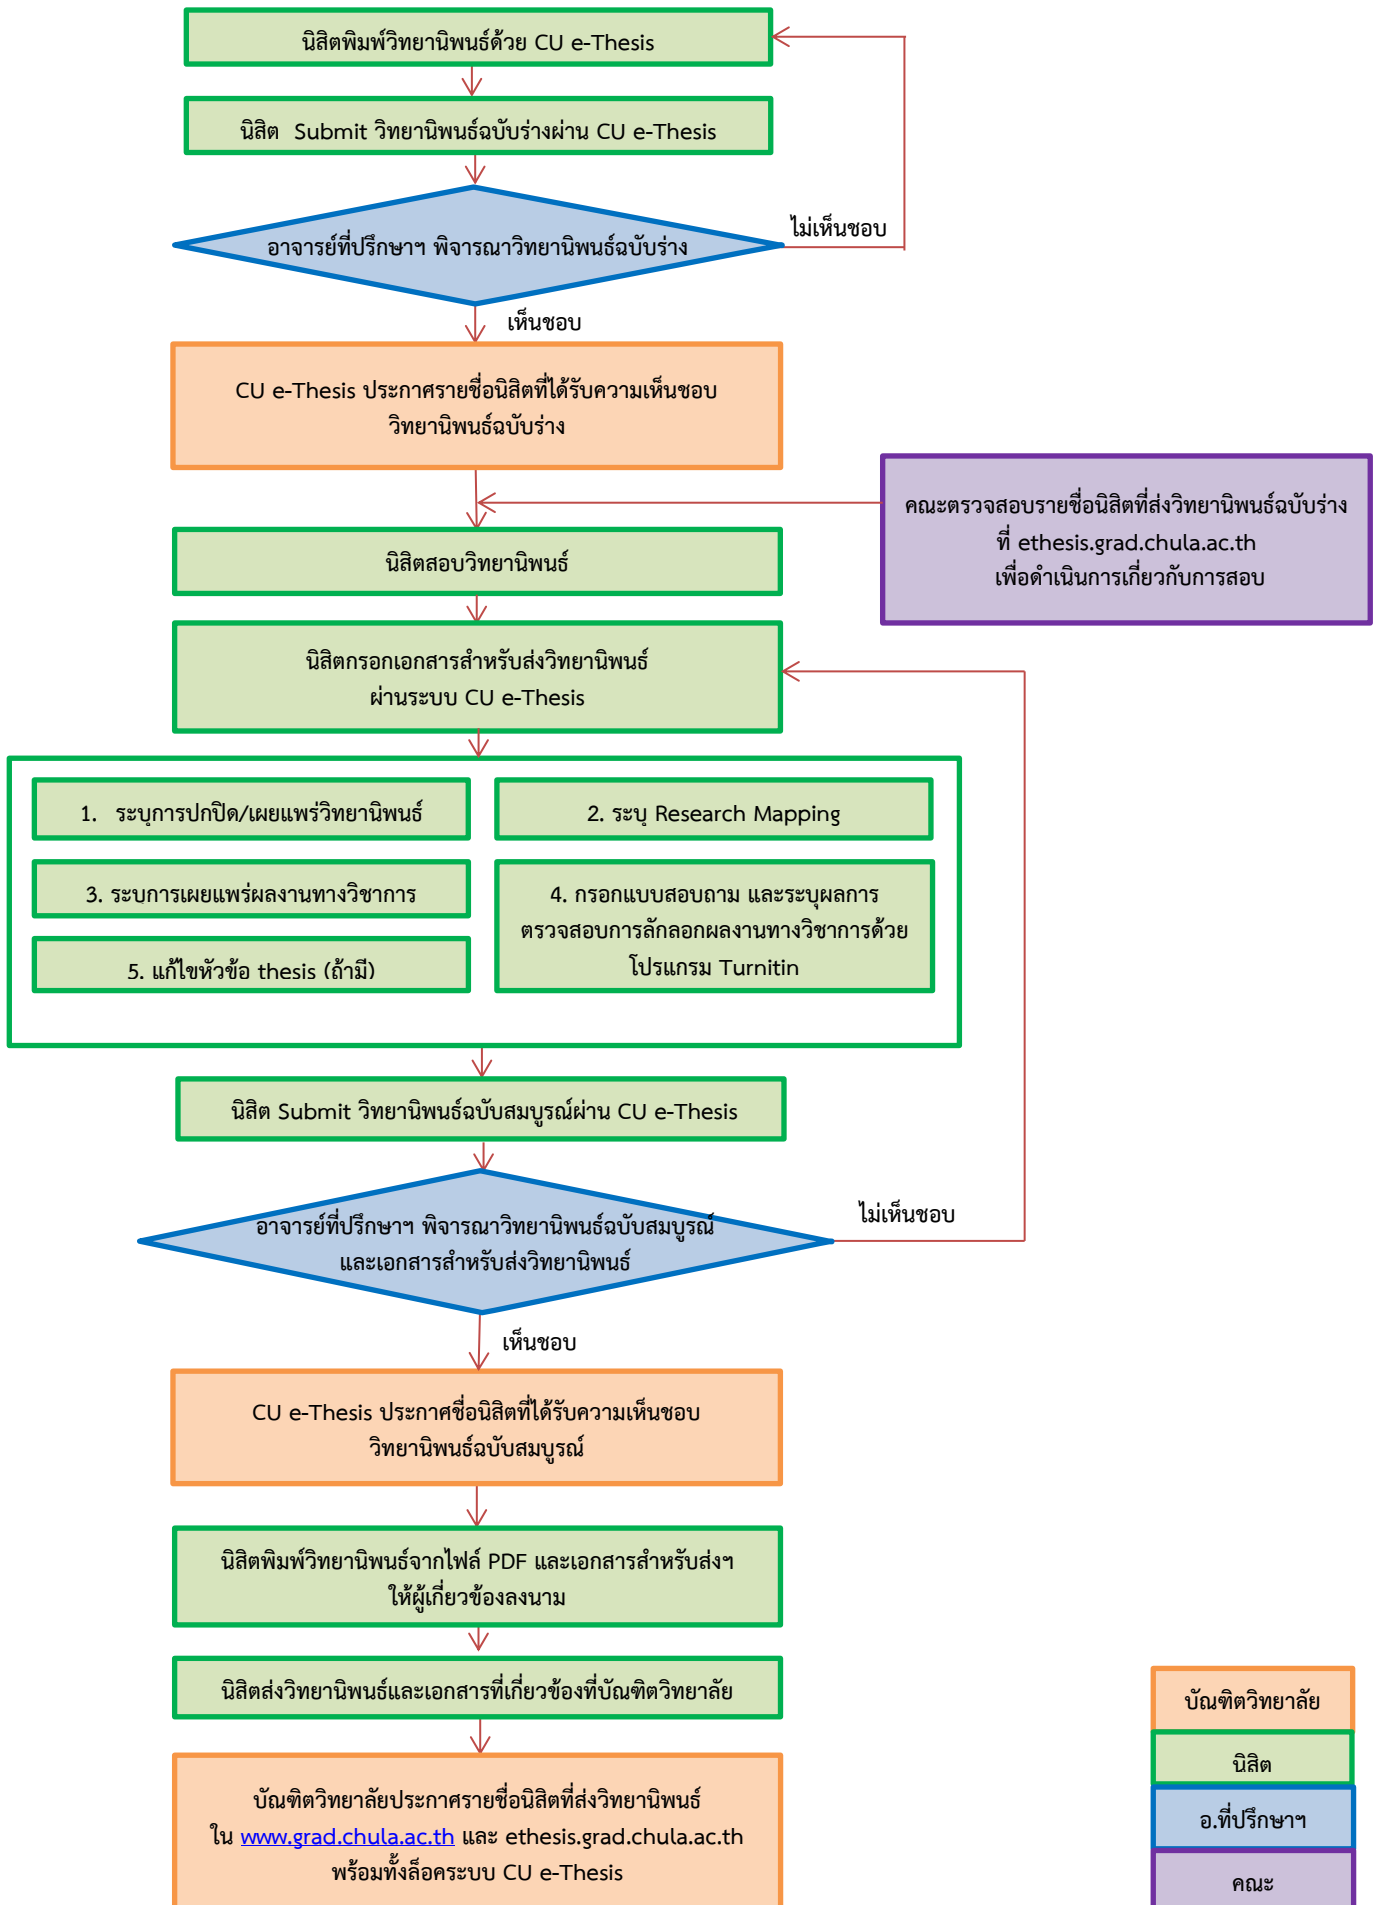 นิสิตพิมพ์วิทยานิพนธ์ด้วย CU e-Thesis
นิสิต Submit วิทยานิพนธ์ฉบับร่างผ่าน CU e-Thesis
ไม่เห็นชอบ
อาจารย์ที่ปรึกษาฯ พิจารณาวิทยานิพนธ์ฉบับร่าง
เห็นชอบ
CU e-Thesis ประกาศรายชื่อนิสิตที่ได้รับความเห็นชอบ
วิทยานิพนธ์ฉบับร่าง
คณะตรวจสอบรายชื่อนิสิตที่ส่งวิทยานิพนธ์ฉบับร่าง
ที่ ethesis.grad.chula.ac.th
เพื่อดำเนินการเกี่ยวกับการสอบ
นิสิตสอบวิทยานิพนธ์
นิสิตกรอกเอกสารสำหรับส่งวิทยานิพนธ์
ผ่านระบบ CU e-Thesis
1. ระบุการปกปิด/เผยแพร่วิทยานิพนธ์
2. ระบุ Research Mapping
3. ระบุการเผยแพร่ผลงานทางวิชาการ
4. กรอกแบบสอบถาม และระบุผลการ
ตรวจสอบการลักลอกผลงานทางวิชาการด้วย
โปรแกรม Turnitin
5. แก้ไขหัวข้อ thesis (ถ้ามี)
นิสิต Submit วิทยานิพนธ์ฉบับสมบูรณ์ผ่าน CU e-Thesis
ไม่เห็นชอบ
อาจารย์ที่ปรึกษาฯ พิจารณาวิทยานิพนธ์ฉบับสมบูรณ์
และเอกสารสำหรับส่งวิทยานิพนธ์
เห็นชอบ
CU e-Thesis ประกาศชื่อนิสิตที่ได้รับความเห็นชอบ
วิทยานิพนธ์ฉบับสมบูรณ์
นิสิตพิมพ์วิทยานิพนธ์จากไฟล์ PDF และเอกสารสำหรับส่งฯ
ให้ผู้เกี่ยวข้องลงนาม
นิสิตส่งวิทยานิพนธ์และเอกสารที่เกี่ยวข้องที่บัณฑิตวิทยาลัย
บัณฑิตวิทยาลัยประกาศรายชื่อนิสิตที่ส่งวิทยานิพนธ์
ใน www.grad.chula.ac.th และ ethesis.grad.chula.ac.th
พร้อมทั้งล็อคระบบ CU e-Thesis
บัณฑิตวิทยาลัย
นิสิต
อ.ที่ปรึกษาฯ
คณะ